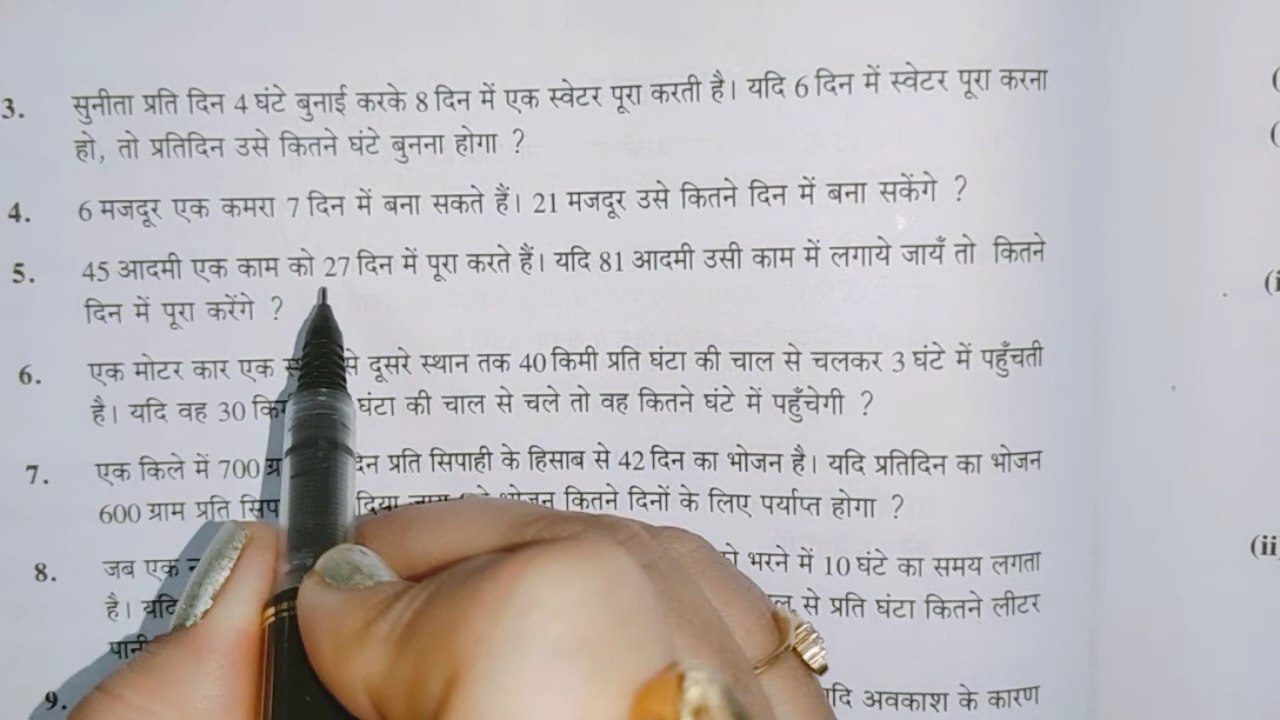 3. सुनीता प्रति दिन 4 घंटे बुनाई करके 8 दिन में एक स्वेटर पूरा करती है। यदि 6 दिन में स्वेटर पूरा करना
हो, तो प्रतिदिन उसे कितने घंटे बुनना होगा ?
4. 6 मजदूर एक कमरा 7 दिन में बना सकते हैं। 21 मजदूर उसे कितने दिन में बना सकेंगे ?
5. 45 आदमी एक काम को 27 दिन में पूरा करते हैं। यदि 81 आदमी उसी काम में लगाये जायँ तो कितने
दिन में पूरा करेंगे ?
6. एक मोटर कार एक से दूसरे स्थान तक 40 किमी प्रति घंटा की चाल से चलकर 3 घंटे में पहुँचती
है। यदि वह 30 घंटा की चाल से चले तो वह कितने घंटे में पहुँचेगी ?
7. एक किले में 700 प्रति सिपाही के हिसाब से 42 दिन का भोजन है। यदि प्रतिदिन का भोजन
600 ग्राम प्रति कितने दिनों के लिए पर्याप्त होगा ?
8. जब एक भरने में 10 घंटे का समय लगता
है। यदि से प्रति घंटा कितने लीटर
9. अवकाश के कारण
(ii